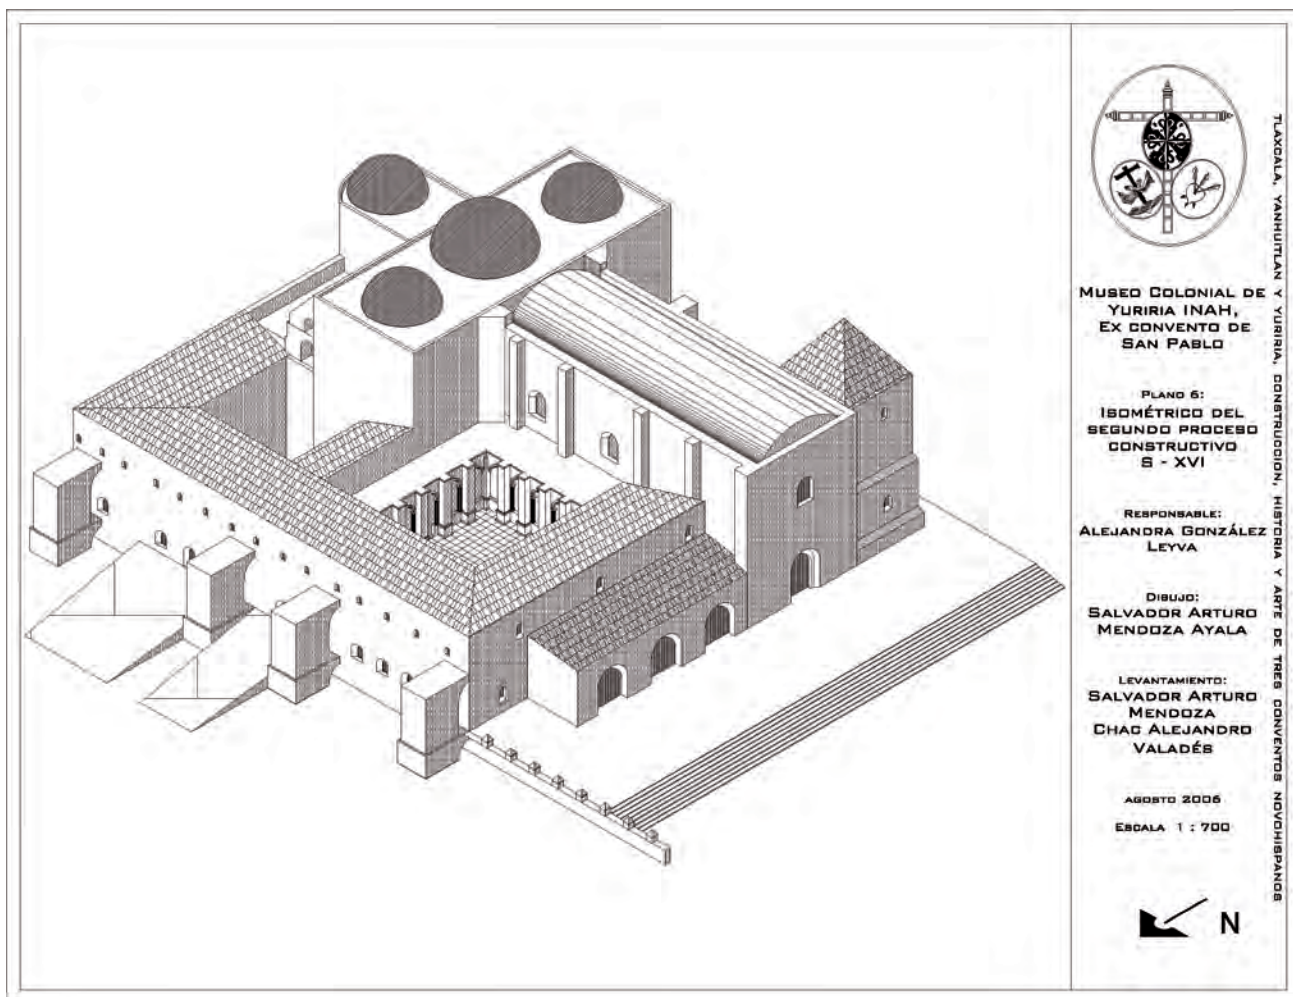 MUSEO COLONIAL DE
YURIRIA INAH,
EX CONVENTO DE
SAN PABLO
PLANO 6:
ISOMÉTRICO DEL
SEGUNDO PROCESO
CONSTRUCTIVO
S - XVI
RESPONSABLE:
ALEJANDRA GONZÁLEZ
LEYVA
DIBUJO:
SALVADOR ARTURO
MENDOZA AYALA
LEVANTAMIENTO:
SALVADOR ARTURO
MENDOZA
CHAC ALEJANDRO
VALADÉS
AGOSTO 2006
ESCALA 1 : 700
N
TLAXCALA, YANHUITLAN Y YURIRIA, CONSTRUCCION, HISTORIA Y ARTE DE TRES CONVENTOS NOVOHISPANOS